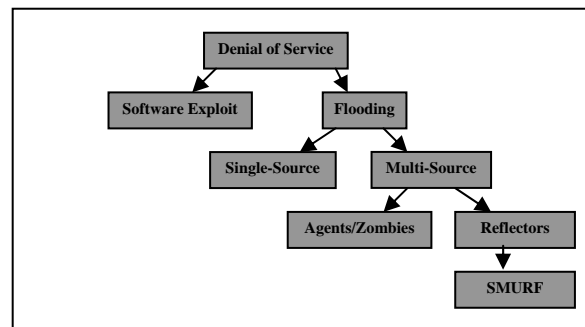 Denial of Service
Software Exploit
Flooding
Single-Source
Multi-Source
Agents/Zombies
Reflectors
SMURF